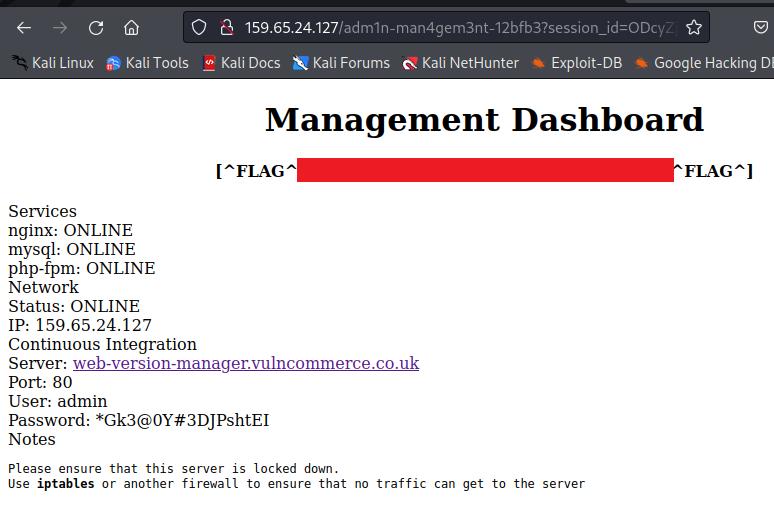 159.65.24.127/adm1n-man4gem3nt-12bfb3?session_id=ODcyZ
Kali Linux Kali Tools Kali Docs Kali Forums Kali NetHunter Exploit-DB Google Hacking DB
Management Dashboard
[^FLAG^ ^FLAG^]
Services
nginx: ONLINE
mysql: ONLINE
php-fpm: ONLINE
Network
Status: ONLINE
IP: 159.65.24.127
Continuous Integration
Server: web-version-manager.vulncommerce.co.uk
Port: 80
User: admin
Password: *Gk3@0Y#3DJPshtEI
Notes
Please ensure that this server is locked down.
Use iptables or another firewall to ensure that no traffic can get to the server